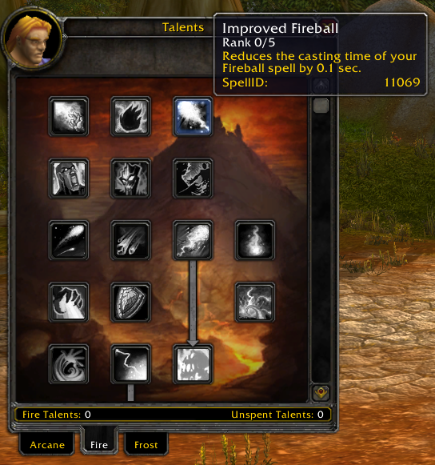 Talents
Improved Fireball
Rank 0/5
Reduces the casting time of your
Fireball spell by 0.1 sec.
SpellID: 11069
Fire Talents: 0 Unspent Talents: 0
Arcane Fire Frost